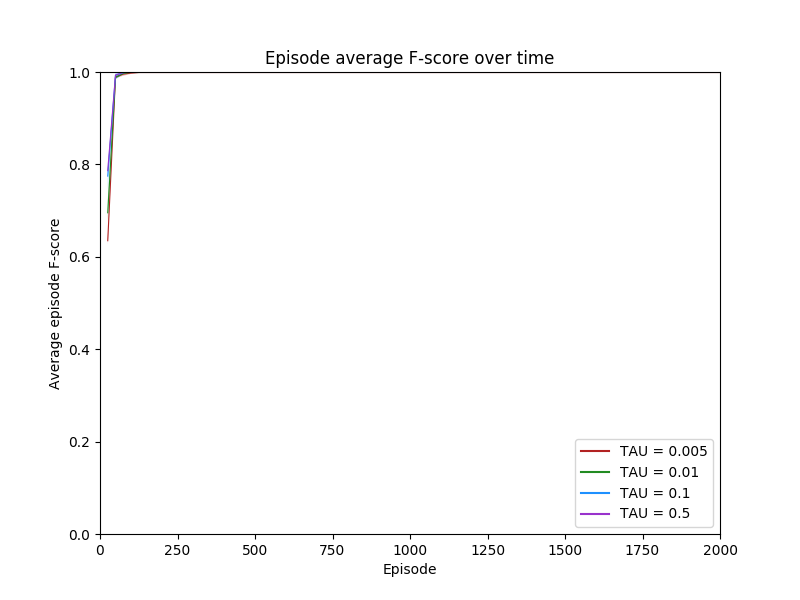 Episode average F-score over time
1.0
0.8
0.6
0.4
0.2
0.0
Average episode F-score
0 250 500 750 1000 1250 1500 1750 2000
Episode
TAU = 0.005
TAU = 0.01
TAU = 0.1
TAU = 0.5